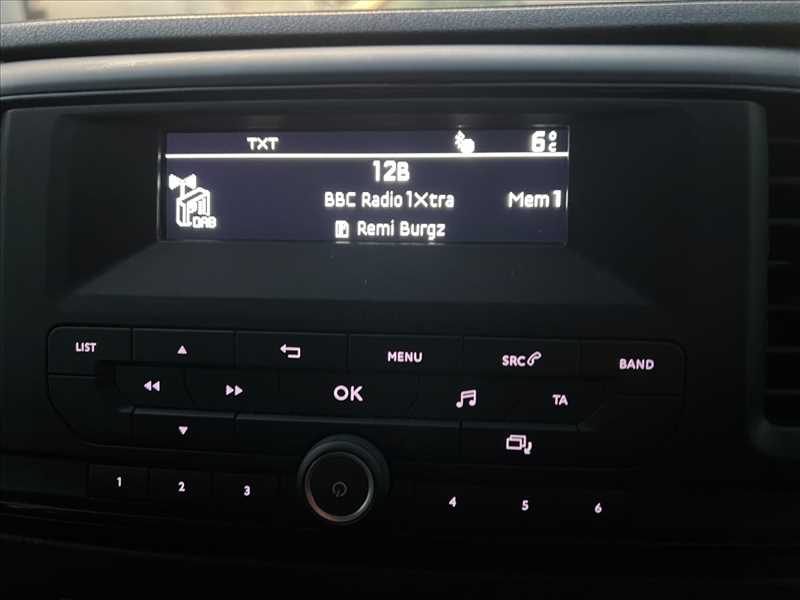 TXT 6°C
12B
BBC Radio 1Xtra Mem 1
DAB
Remi Burgz
LIST MENU SRC BAND
OK TA
1 2 3 4 5 6